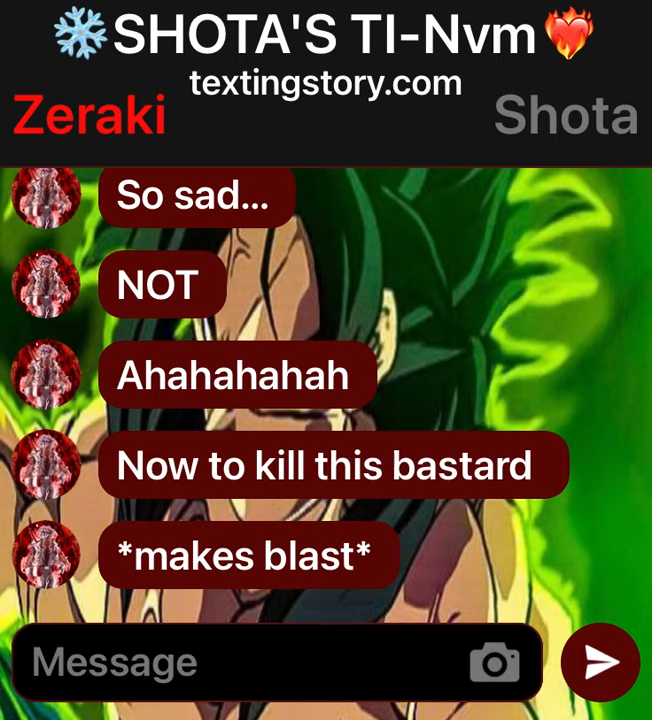 ❄️SHOTA'S TI-Nvm❤️‍🔥
textingstory.com
Zeraki
Shota
So sad...
NOT
Ahahahahah
Now to kill this bastard
*makes blast*
Message